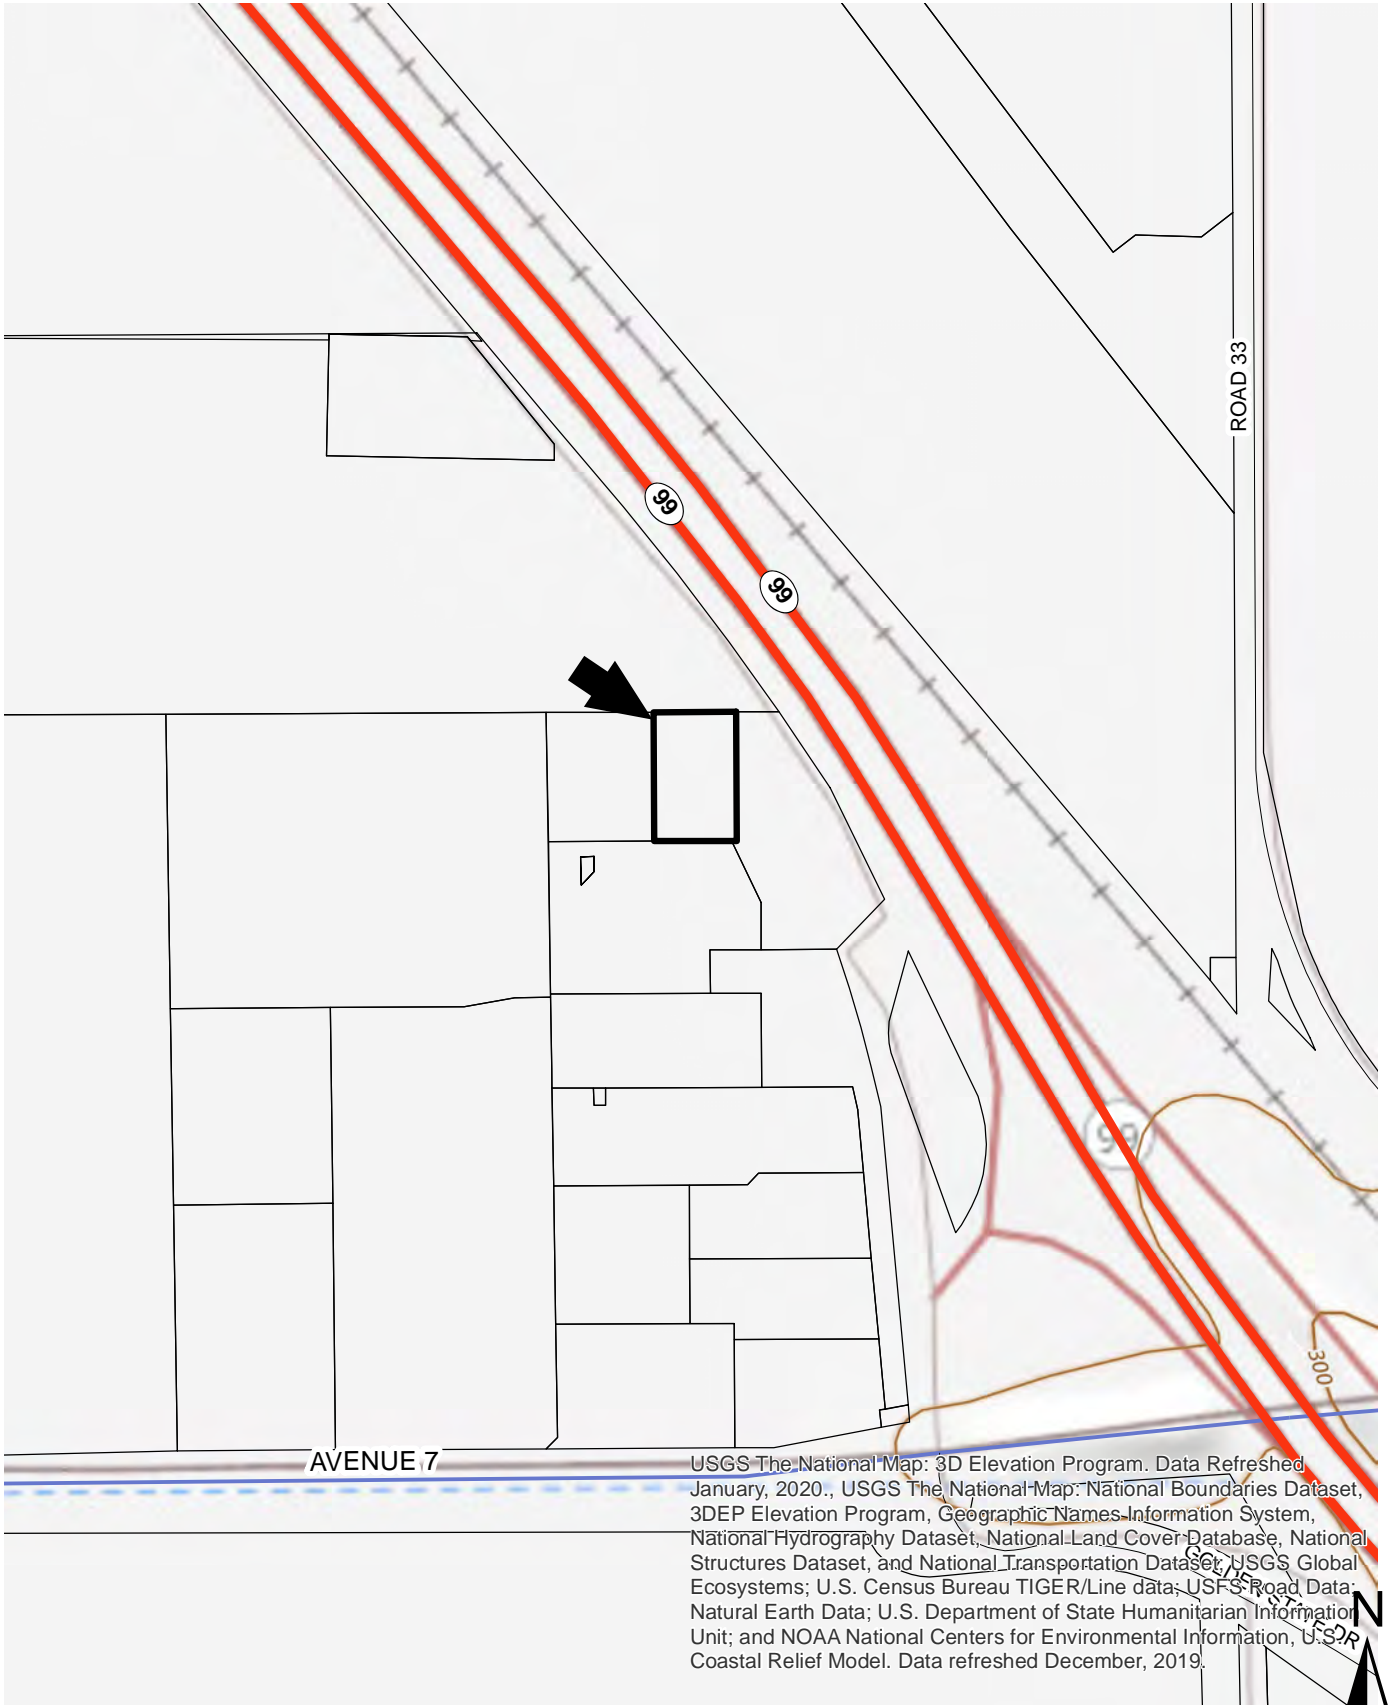 ROAD 33
99
99
99
300
AVENUE 7
USGS The National Map: 3D Elevation Program. Data Refreshed
January, 2020., USGS The National Map: National Boundaries Dataset,
3DEP Elevation Program, Geographic Names Information System,
National Hydrography Dataset, National Land Cover Database, National
Structures Dataset, and National Transportation Dataset; USGS Global
Ecosystems; U.S. Census Bureau TIGER/Line data; USFS Road Data;
Natural Earth Data; U.S. Department of State Humanitarian Information
Unit; and NOAA National Centers for Environmental Information, U.S.
Coastal Relief Model. Data refreshed December, 2019.
GOLDEN STATE DR
N